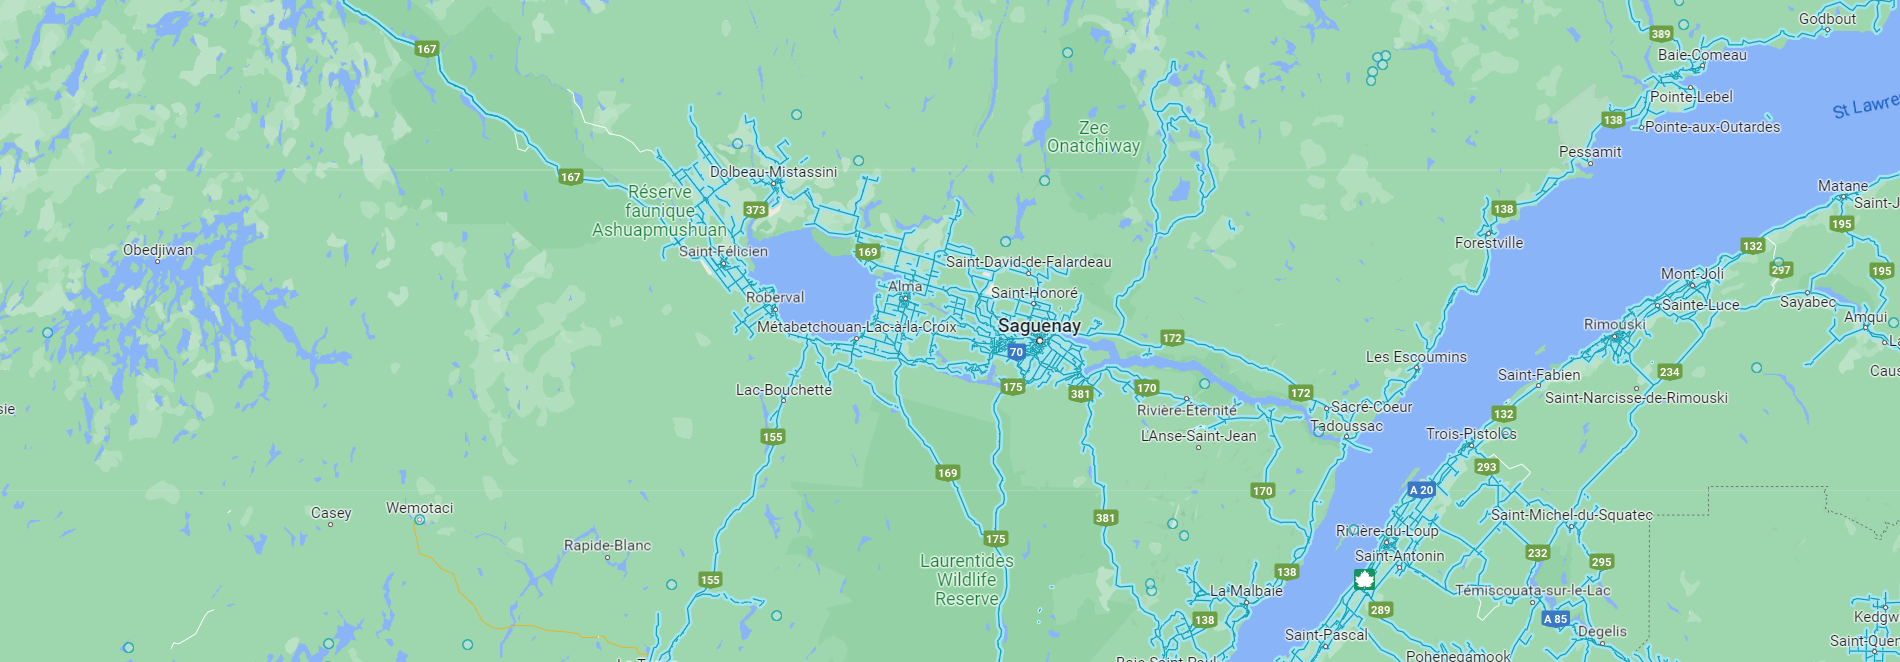 Godbout
389
167
Baie-Comeau
Pointe-Lebel
St Lawre
138
Pointe-aux-Outardes
Zec
Onatchiway
Pessamit
167
Dolbeau-Mistassini
Réserve
faunique
Ashuapmushuan
Matane
Saint-J
373
138
195
Obedjiwan
Saint-Félicien
169
Forestville
132
Saint-David-de-Falardeau
297
195
Mont-Joli
Alma
Saint-Honoré
Roberval
Sainte-Luce
Sayabec
Amqui
Métabetchouan-Lac-à-la-Croix
Saguenay
Rimouski
172
70
Les Escoumins
La
Saint-Fabien
234
Caus
175
381
170
172
Lac-Bouchette
Saint-Narcisse-de-Rimouski
sie
Rivière-Éternité
Sacré-Coeur
132
Tadoussac
155
L'Anse-Saint-Jean
Trois-Pistoles
293
169
170
A 20
Casey
Wemotaci
381
Saint-Michel-du-Squatec
175
Rivière-du-Loup
Rapide-Blanc
Saint-Antonin
232
295
Laurentides
Wildlife
Reserve
155
138
La Malbaie
Témiscouata-sur-le-Lac
289
138
A 85
Kedgw
Saint-Pascal
Degelis
Saint-Quen
Baie-Saint-Paul
Pohenegamook